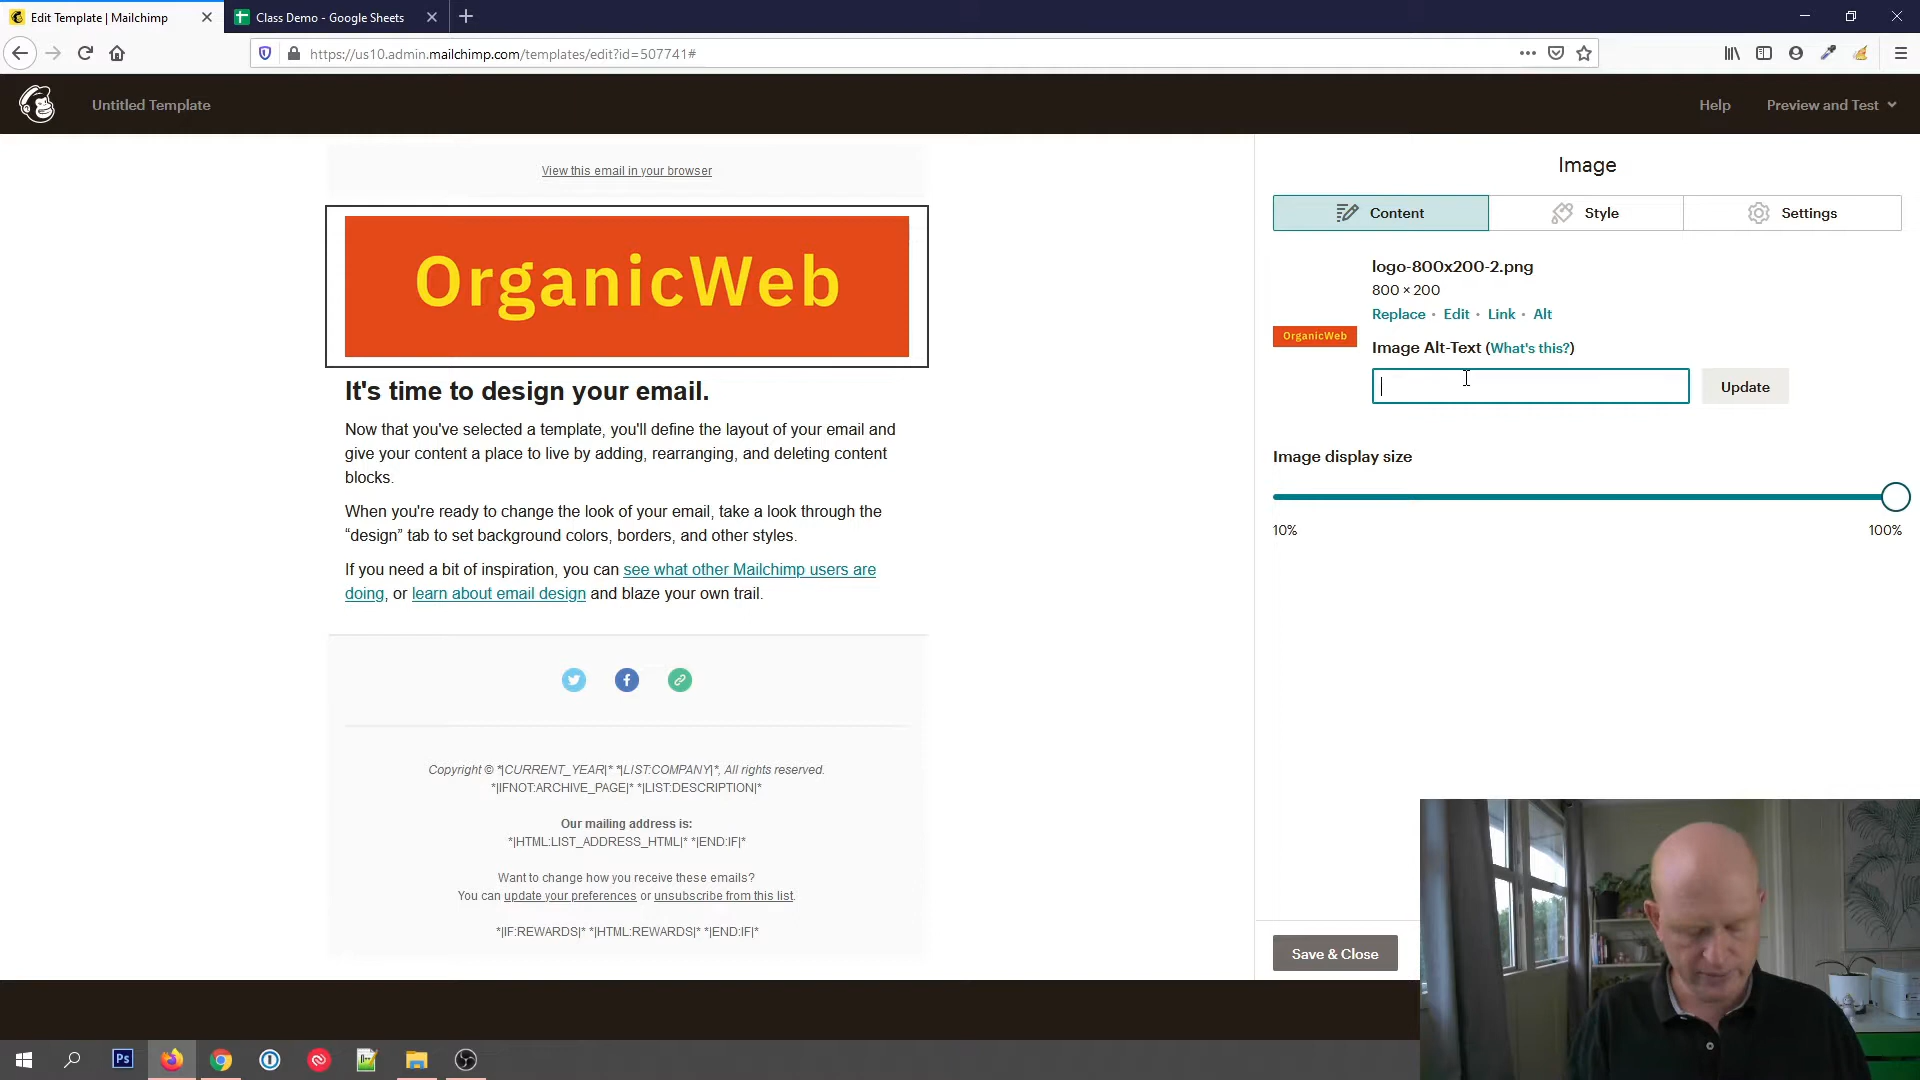 Edit Template | Mailchimp
Class Demo - Google Sheets
https://us10.admin.mailchimp.com/templates/edit?id=507741#
Untitled Template
Help
Preview and Test
View this email in your browser
OrganicWeb
It's time to design your email.
Now that you've selected a template, you'll define the layout of your email and
give your content a place to live by adding, rearranging, and deleting content
blocks.
When you're ready to change the look of your email, take a look through the
“design” tab to set background colors, borders, and other styles.
If you need a bit of inspiration, you can see what other Mailchimp users are
doing, or learn about email design and blaze your own trail.
Copyright © *|CURRENT_YEAR|* *|LIST:COMPANY|*, All rights reserved.
*|IFNOT:ARCHIVE_PAGE|* *|LIST:DESCRIPTION|*
Our mailing address is:
*|HTML:LIST_ADDRESS_HTML|* *|END:IF|*
Want to change how you receive these emails?
You can update your preferences or unsubscribe from this list.
*|IF:REWARDS|* *|HTML:REWARDS|* *|END:IF|*
Image
Content
Style
Settings
logo-800x200-2.png
800 × 200
Replace • Edit • Link • Alt
OrganicWeb
Image Alt-Text (What's this?)
Update
Image display size
10%
100%
Save & Close
Ps